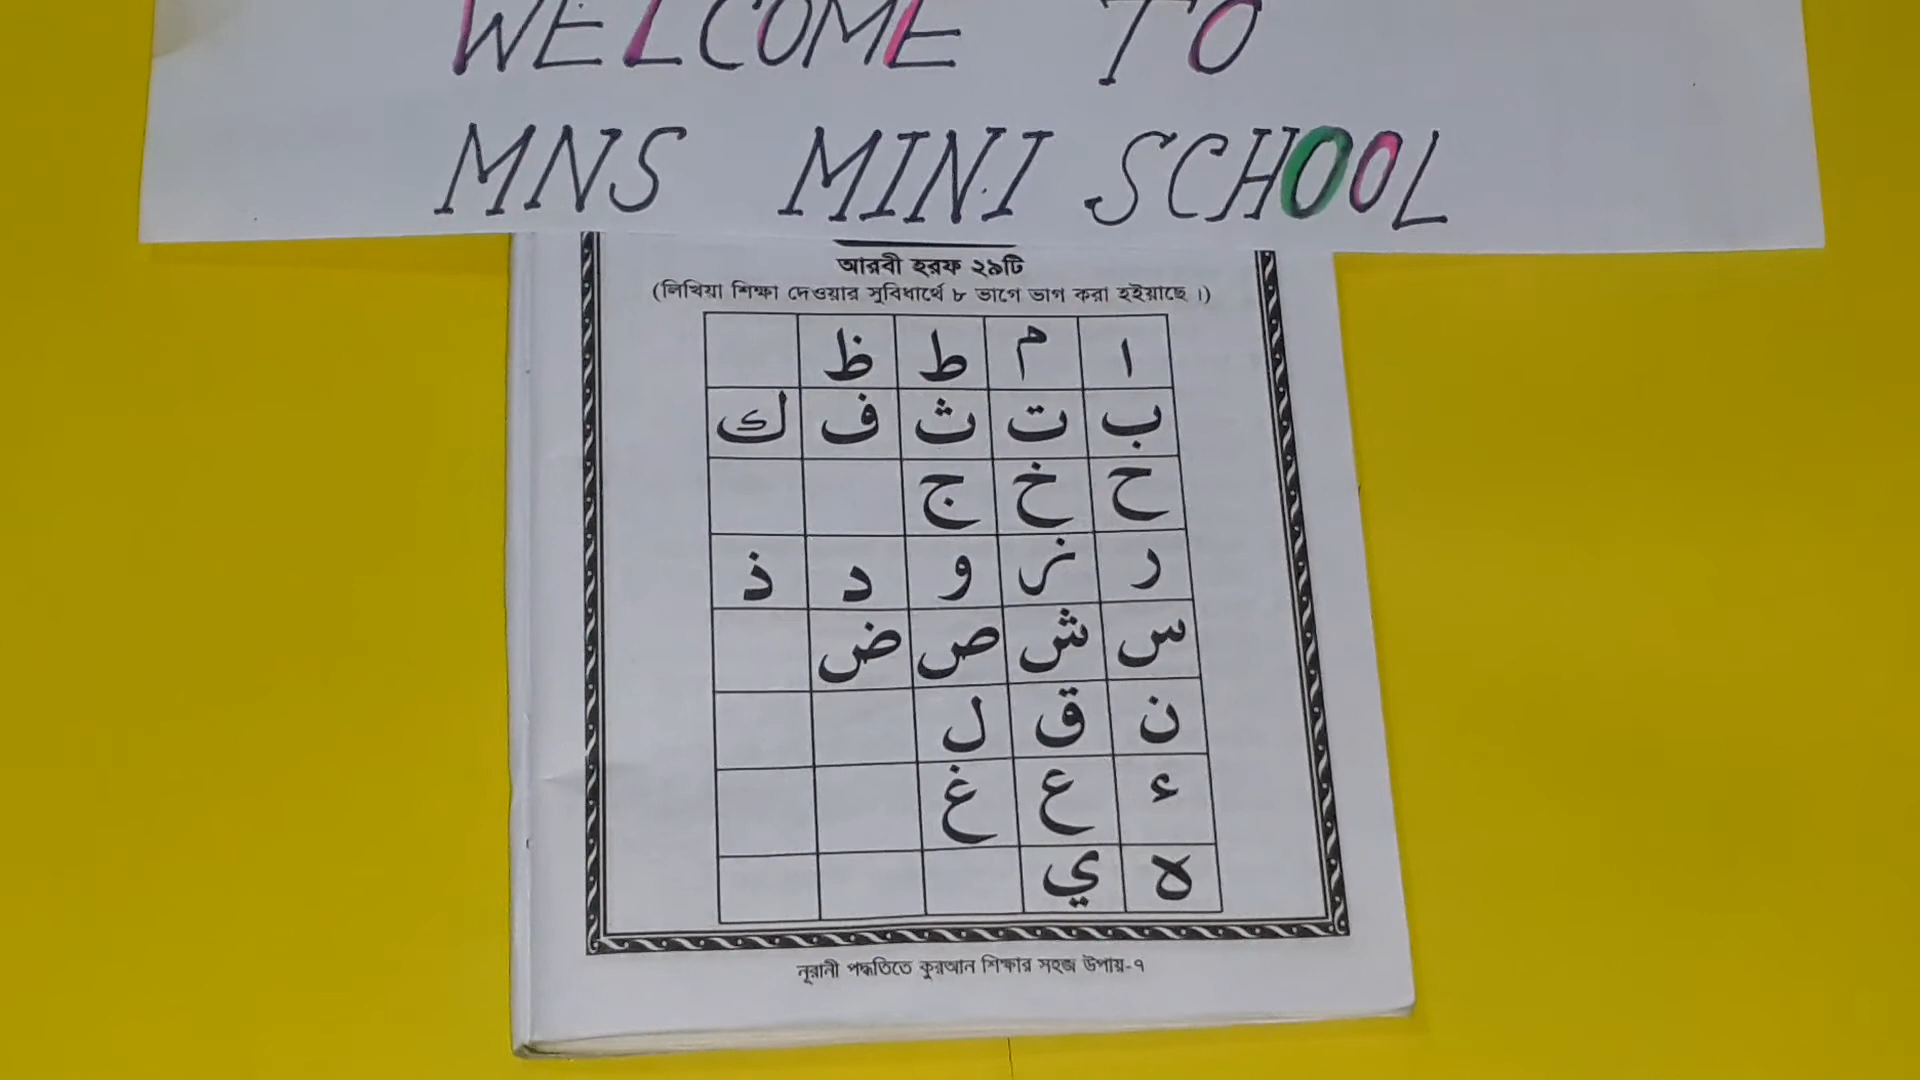 WELCOME TO
MNS MINI SCHOOL
আরবী হরফ ২৯টি
(লিখিয়া শিক্ষা দেওয়ার সুবিধার্থে ৮ ভাগে ভাগ করা হইয়াছে ।)
ا م ط ظ
ب ت ث ف ك
ح خ ج
ر ز و د ذ
س ش ص ض
ن ق ل
ء ع غ
ه ي
নূরানী পদ্ধতিতে কুরআন শিক্ষার সহজ উপায়-৭